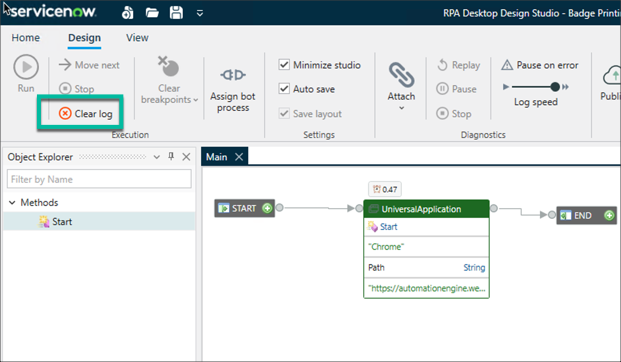 servicenow
RPA Desktop Design Studio - Badge Printi
Home Design View
Run
Move next
Stop
Clear log
Clear
breakpoints
Execution
Assign bot
process
Minimize studio
Auto save
Save layout
Settings
Attach
Replay
Pause
Stop
Pause on error
Log speed
Diagnostics
Publi
Object Explorer
Filter by Name
Methods
Start
Main
0.47
START
UniversalApplication
Start
"Chrome"
Path String
"https://automationengine.we...
END